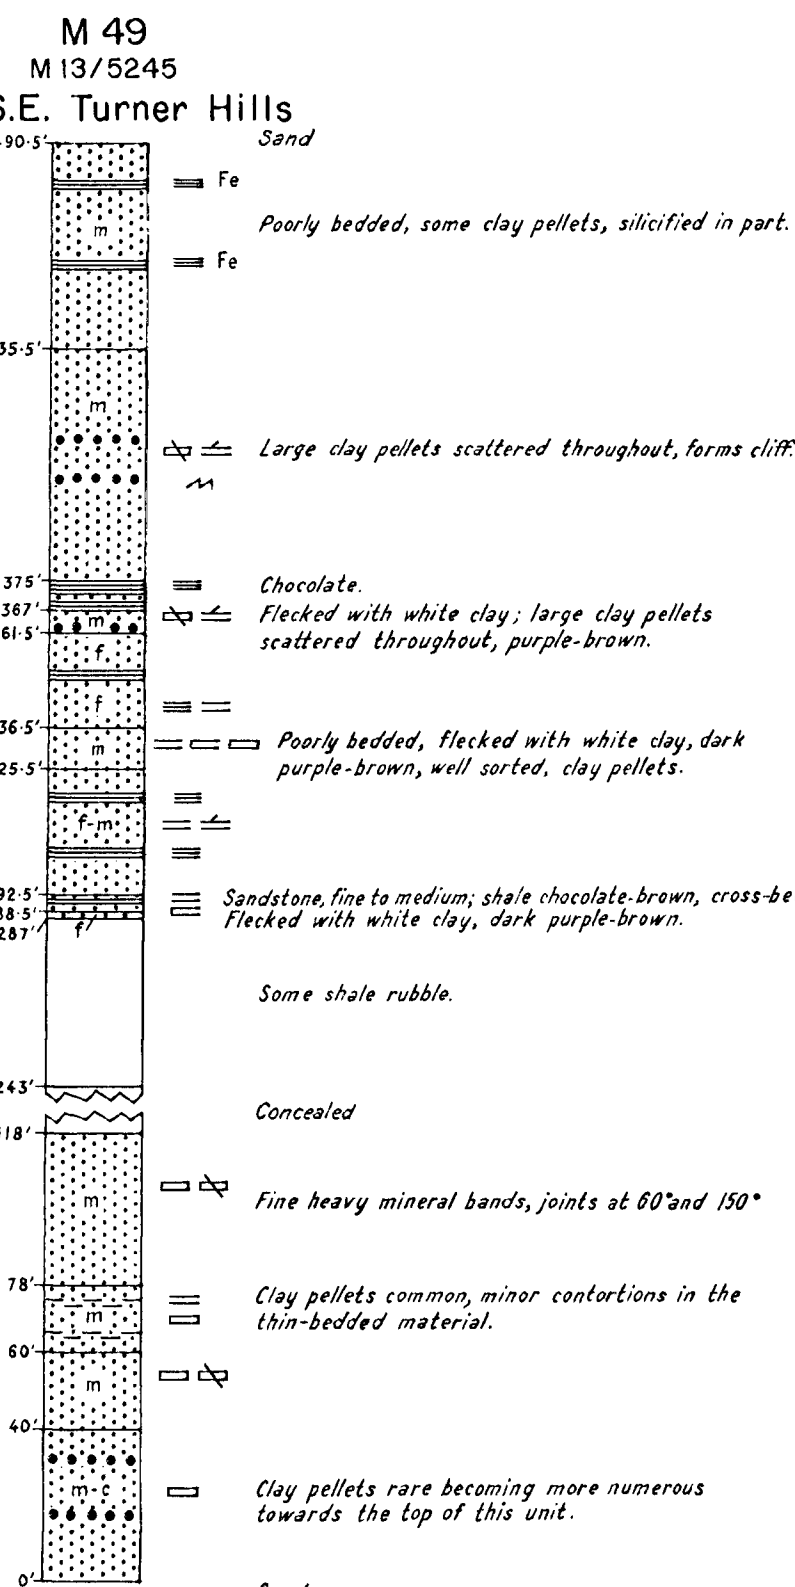 M 49
M 13/5245
S.E. Turner Hills
90·5'
Sand
Fe
m
Poorly bedded, some clay pellets, silicified in part.
Fe
35·5'
m
Large clay pellets scattered throughout, forms cliff.
375'
Chocolate.
367'
m
Flecked with white clay; large clay pellets
61·5'
scattered throughout, purple-brown.
f
f
36·5'
m
Poorly bedded, flecked with white clay, dark
25·5'
purple-brown, well sorted, clay pellets.
f-m
92·5'
Sandstone, fine to medium; shale chocolate-brown, cross-be
88·5'
Flecked with white clay, dark purple-brown.
287'
f
Some shale rubble.
243'
Concealed
18'
m
Fine heavy mineral bands, joints at 60° and 150°
78'
Clay pellets common, minor contortions in the
m
thin-bedded material.
60'
m
40'
m-c
Clay pellets rare becoming more numerous
towards the top of this unit.
0'